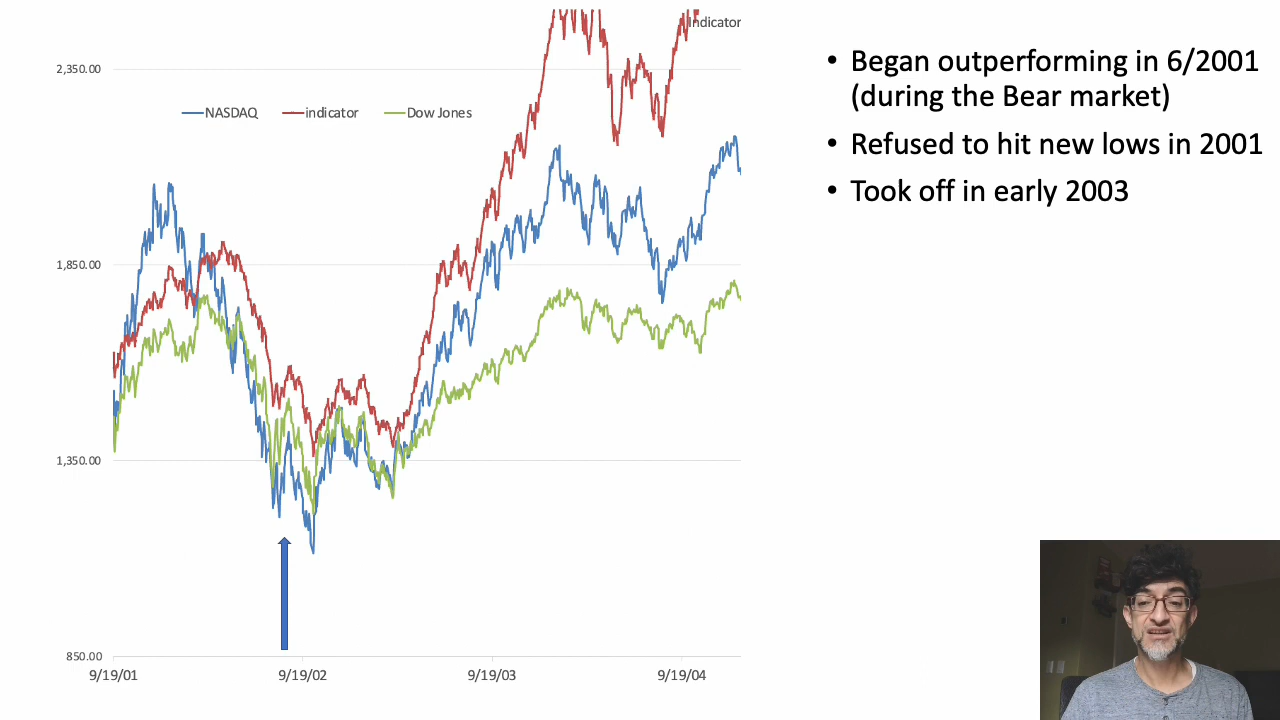 Indicator
2,350.00
NASDAQ indicator Dow Jones
1,850.00
1,350.00
850.00
9/19/01 9/19/02 9/19/03 9/19/04
• Began outperforming in 6/2001
(during the Bear market)
• Refused to hit new lows in 2001
• Took off in early 2003